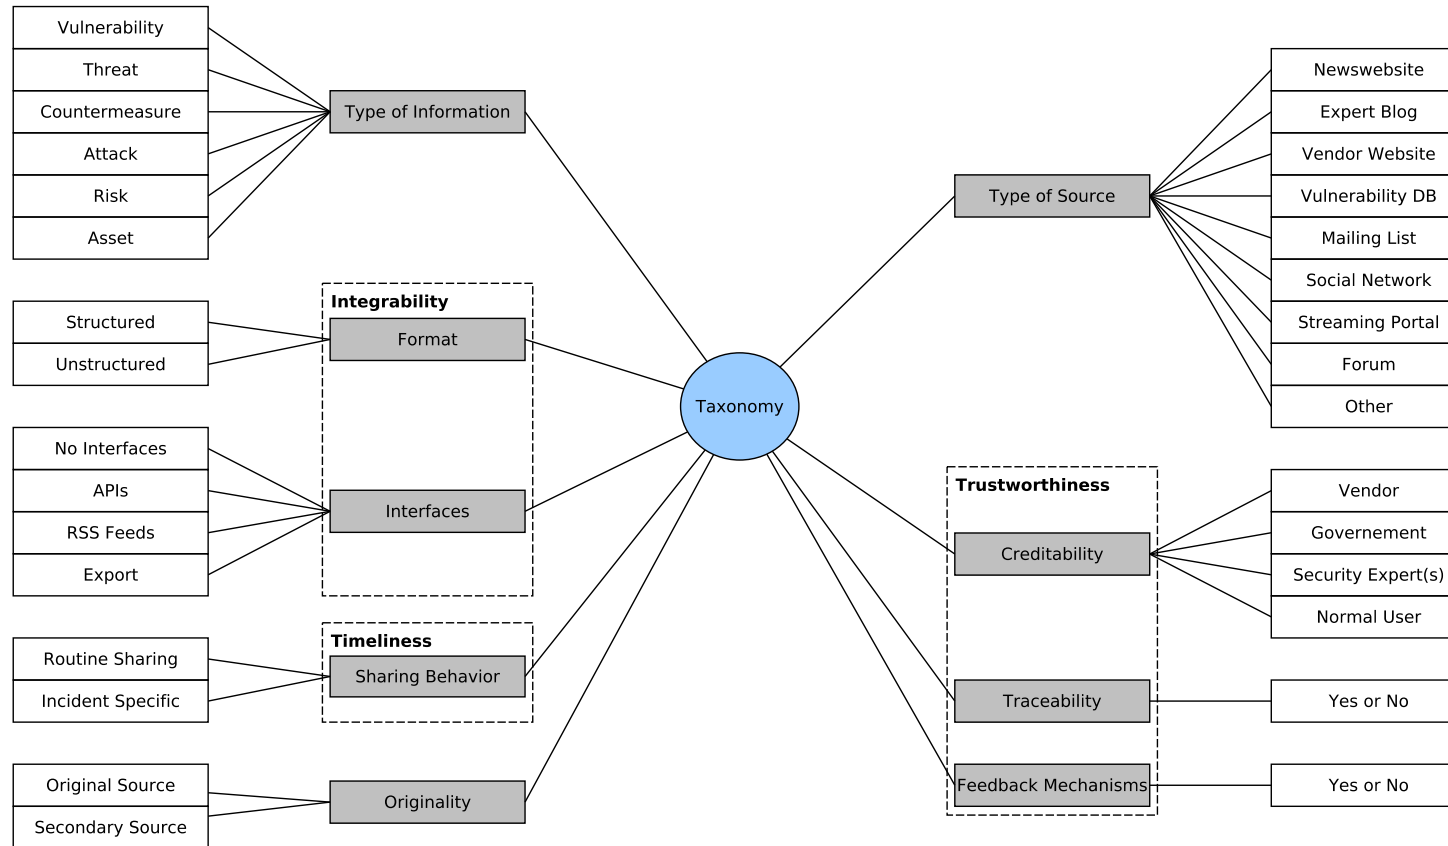 Vulnerability
Threat
Countermeasure
Attack
Risk
Asset
Type of Information
Integrability
Structured
Unstructured
Format
No Interfaces
APIs
RSS Feeds
Export
Interfaces
Timeliness
Routine Sharing
Incident Specific
Sharing Behavior
Original Source
Secondary Source
Originality
Taxonomy
Type of Source
Newswebsite
Expert Blog
Vendor Website
Vulnerability DB
Mailing List
Social Network
Streaming Portal
Forum
Other
Trustworthiness
Creditability
Vendor
Governement
Security Expert(s)
Normal User
Traceability
Yes or No
Feedback Mechanisms
Yes or No